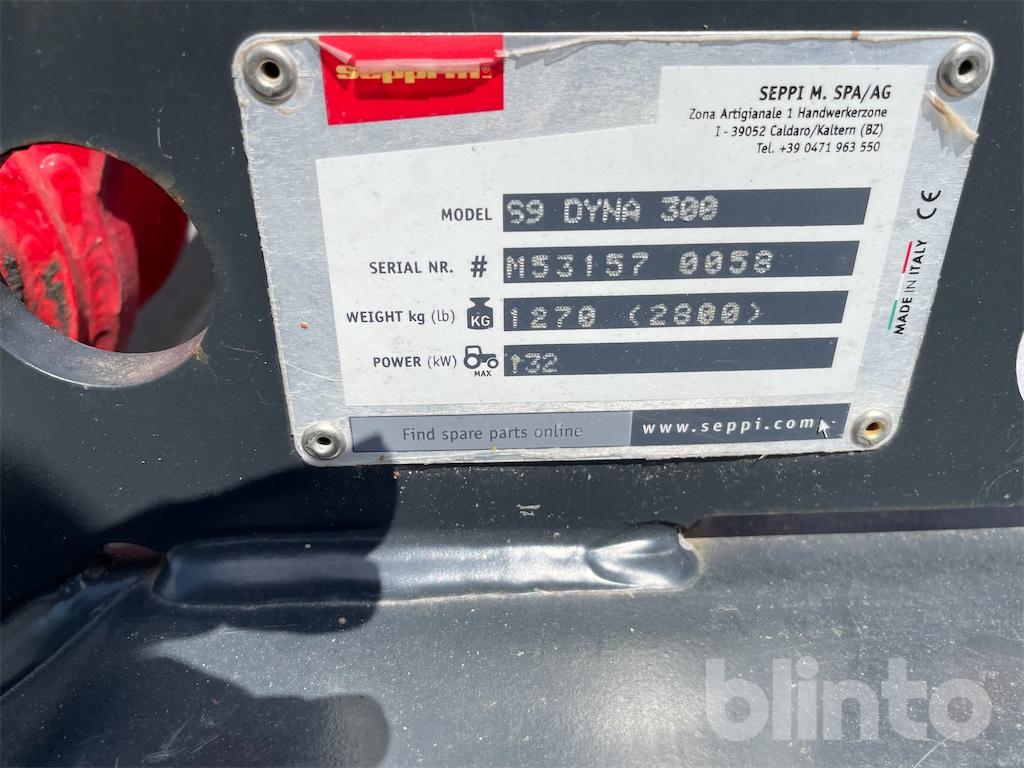 seppi m.®
SEPPI M. SPA/AG
Zona Artigianale 1 Handwerkerzone
I - 39052 Caldaro/Kaltern (BZ)
Tel. +39 0471 963 550
MODEL S9 DYNA 300
SERIAL NR. # M53157 0058
WEIGHT kg (lb) KG 1270 (2800)
POWER (kW) MAX 132
CE
MADE IN ITALY
Find spare parts online www.seppi.com
blinto